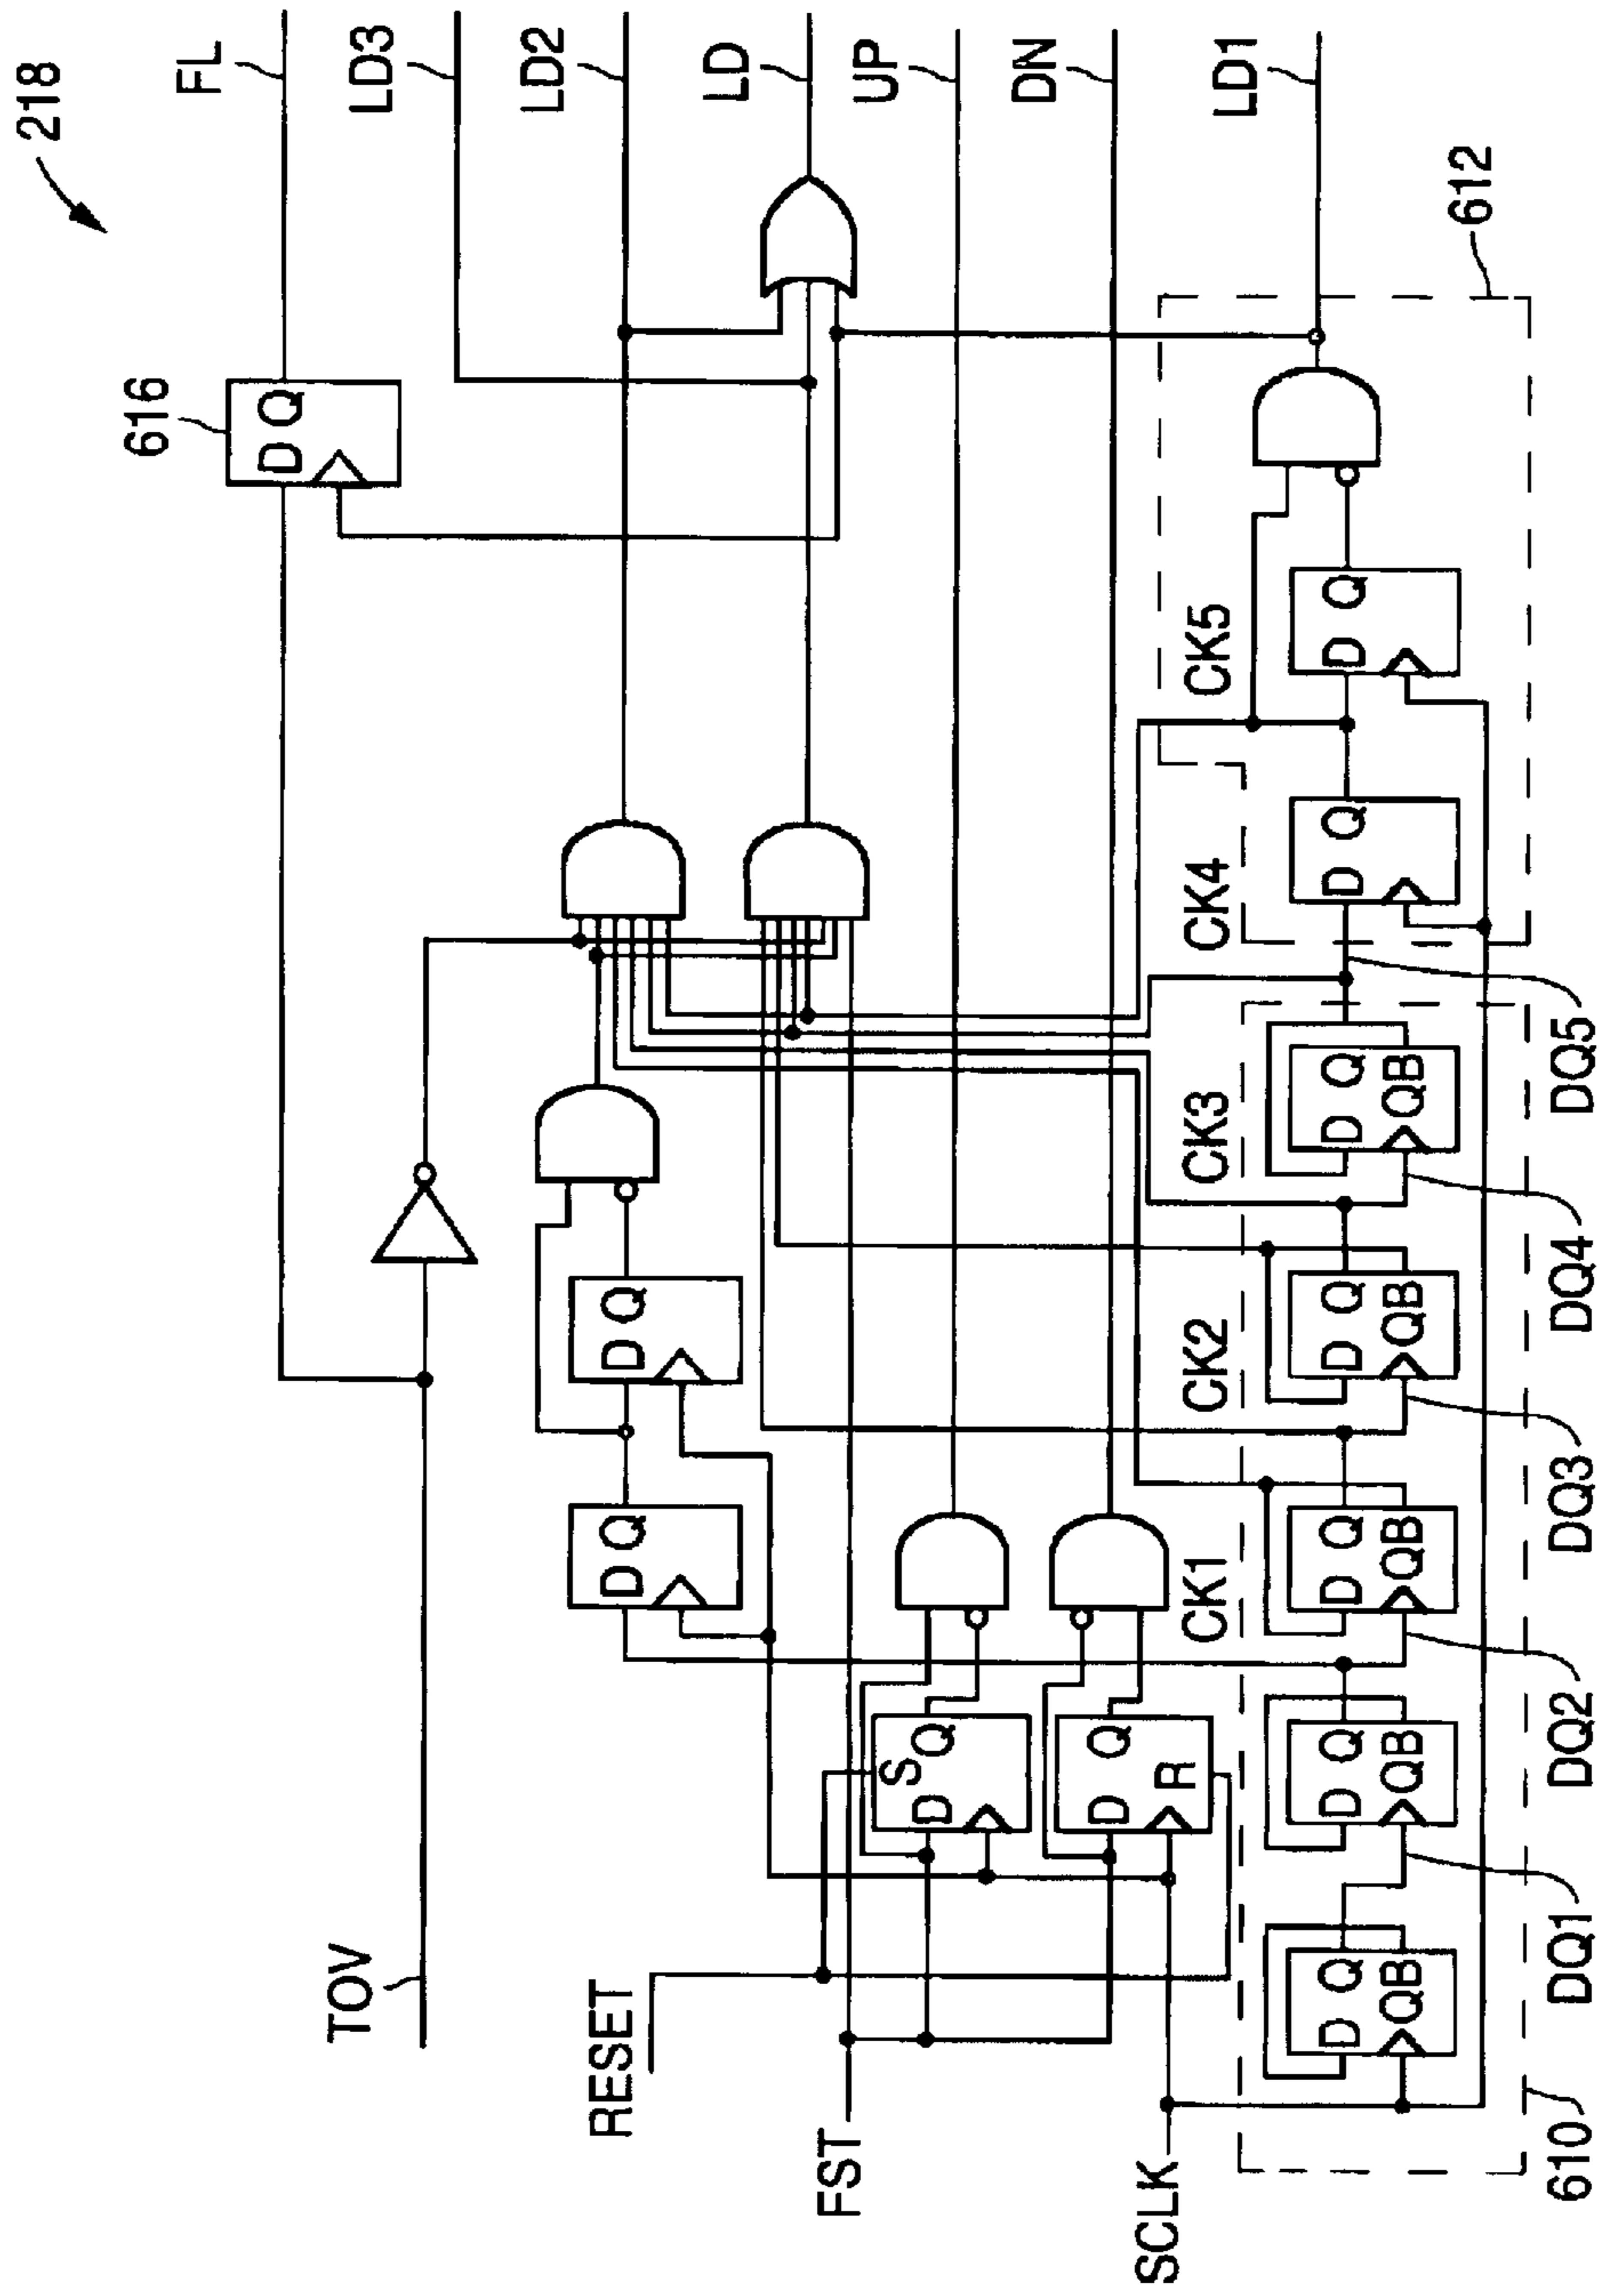 218
FL
LD3
LD2
LD
UP
DN
LD1
616
D Q
612
CK5
D Q
CK4
D Q
CK3
D Q
QB
DQ5
CK2
D Q
QB
DQ4
D Q
D Q
CK1
D Q
QB
DQ3
S
D Q
D Q
R
D Q
QB
DQ2
D Q
QB
DQ1
TOV
RESET
FST
SCLK
610